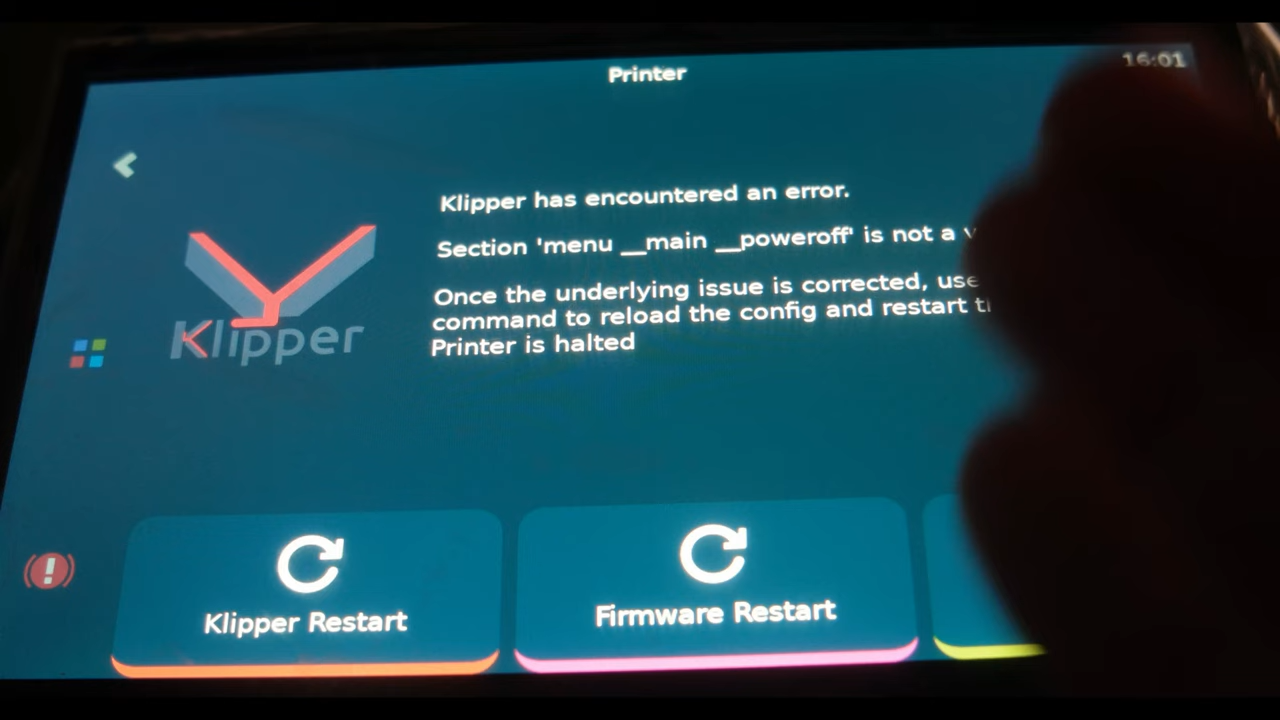 Printer
16:01
Klipper has encountered an error.
Section 'menu __main __poweroff' is not a
Once the underlying issue is corrected, use
command to reload the config and restart
Printer is halted
Klipper
Klipper Restart
Firmware Restart